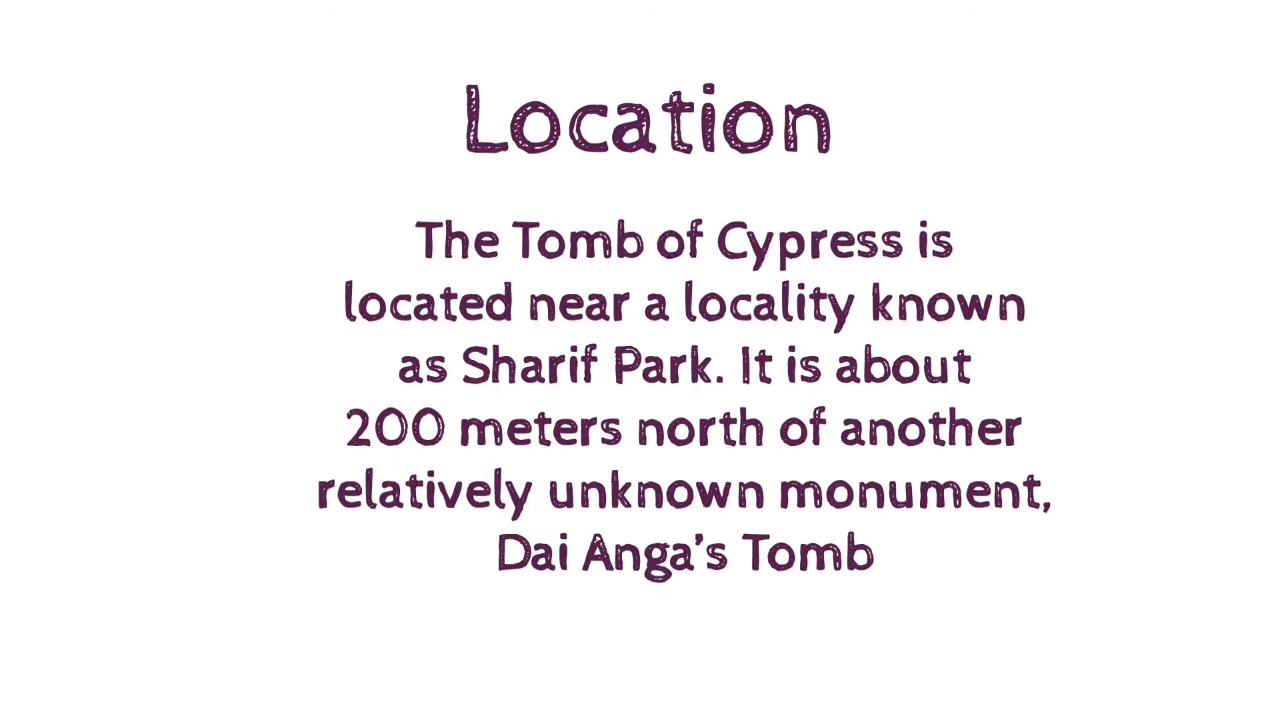 Location
The Tomb of Cypress is
located near a locality known
as Sharif Park. It is about
200 meters north of another
relatively unknown monument,
Dai Anga's Tomb